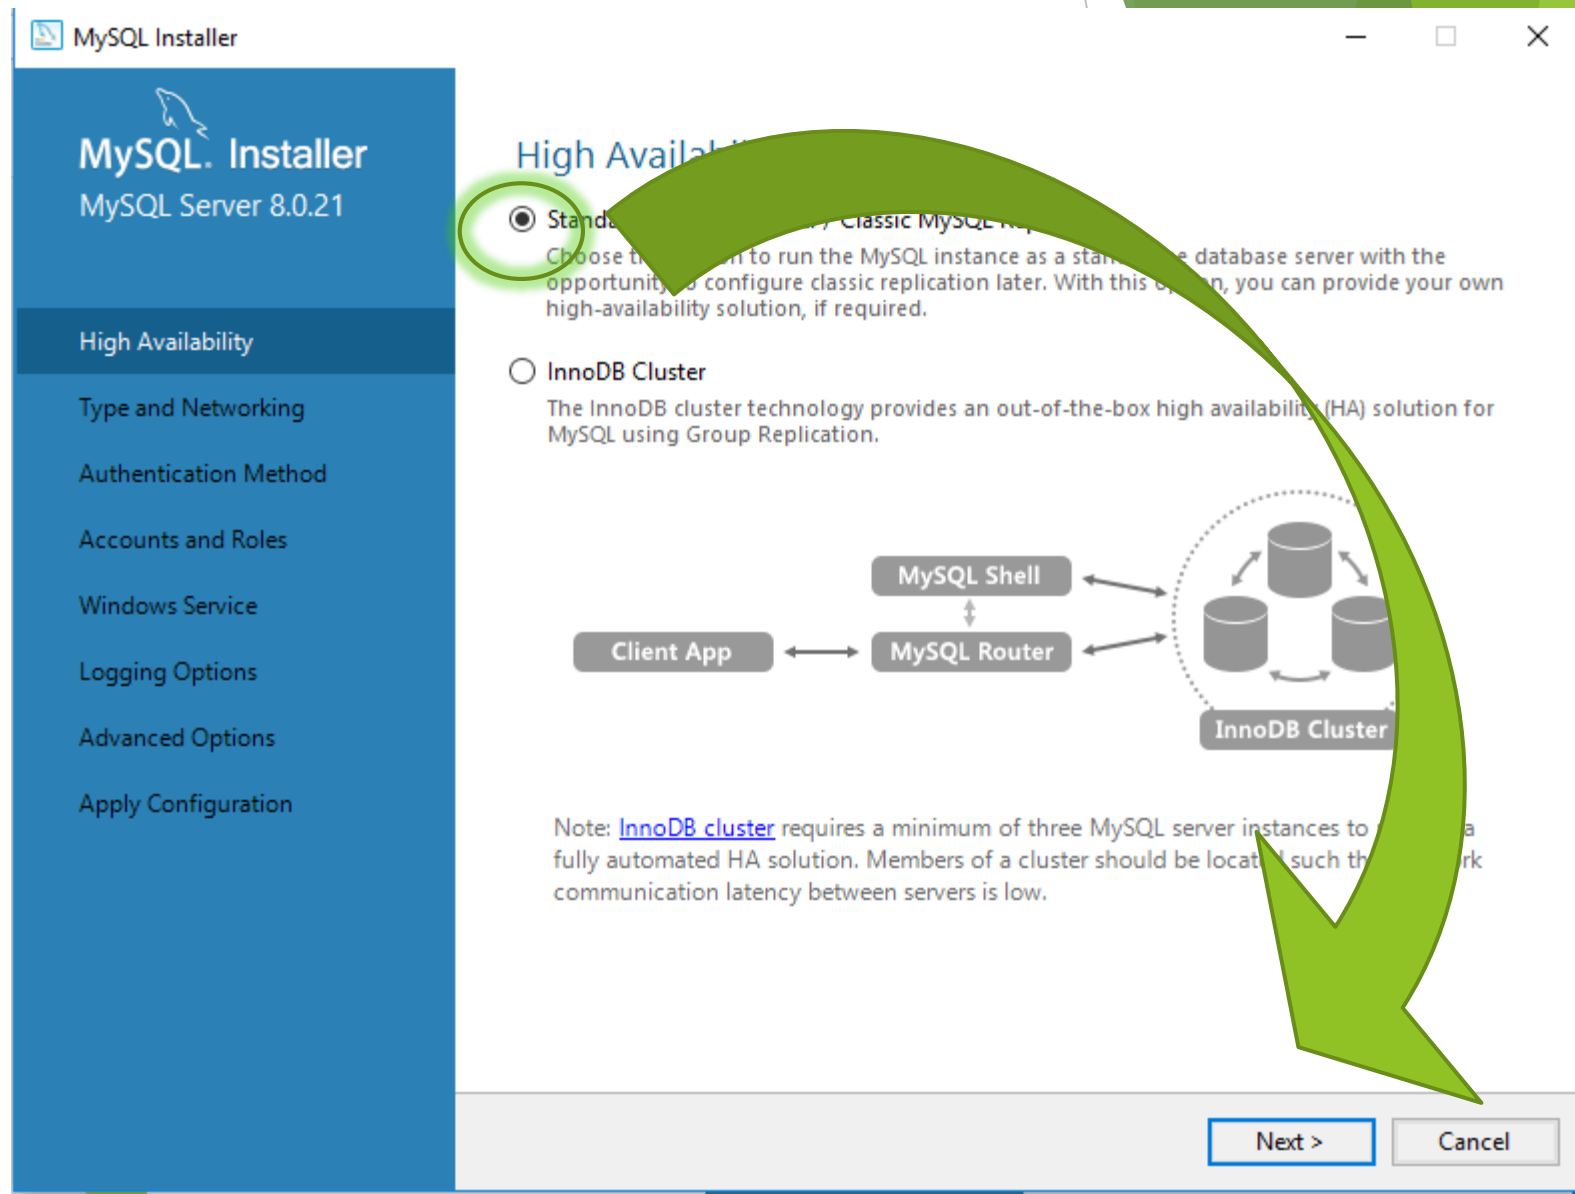 MySQL Installer
MySQL. Installer
MySQL Server 8.0.21
High Availability
Type and Networking
Authentication Method
Accounts and Roles
Windows Service
Logging Options
Advanced Options
Apply Configuration
High
/ Classic MySQL
Choose to run the MySQL instance as a database server with the
opportunity configure classic replication later. With this you can provide your own
high-availability solution, if required.
InnoDB Cluster
The InnoDB cluster technology provides an out-of-the-box high availability (HA) solution for
MySQL using Group Replication.
MySQL Shell
Client App
MySQL Router
InnoDB Cluster
Note: InnoDB cluster requires a minimum of three MySQL server instances to a
fully automated HA solution. Members of a cluster should be located such
communication latency between servers is low.
Next >
Cancel